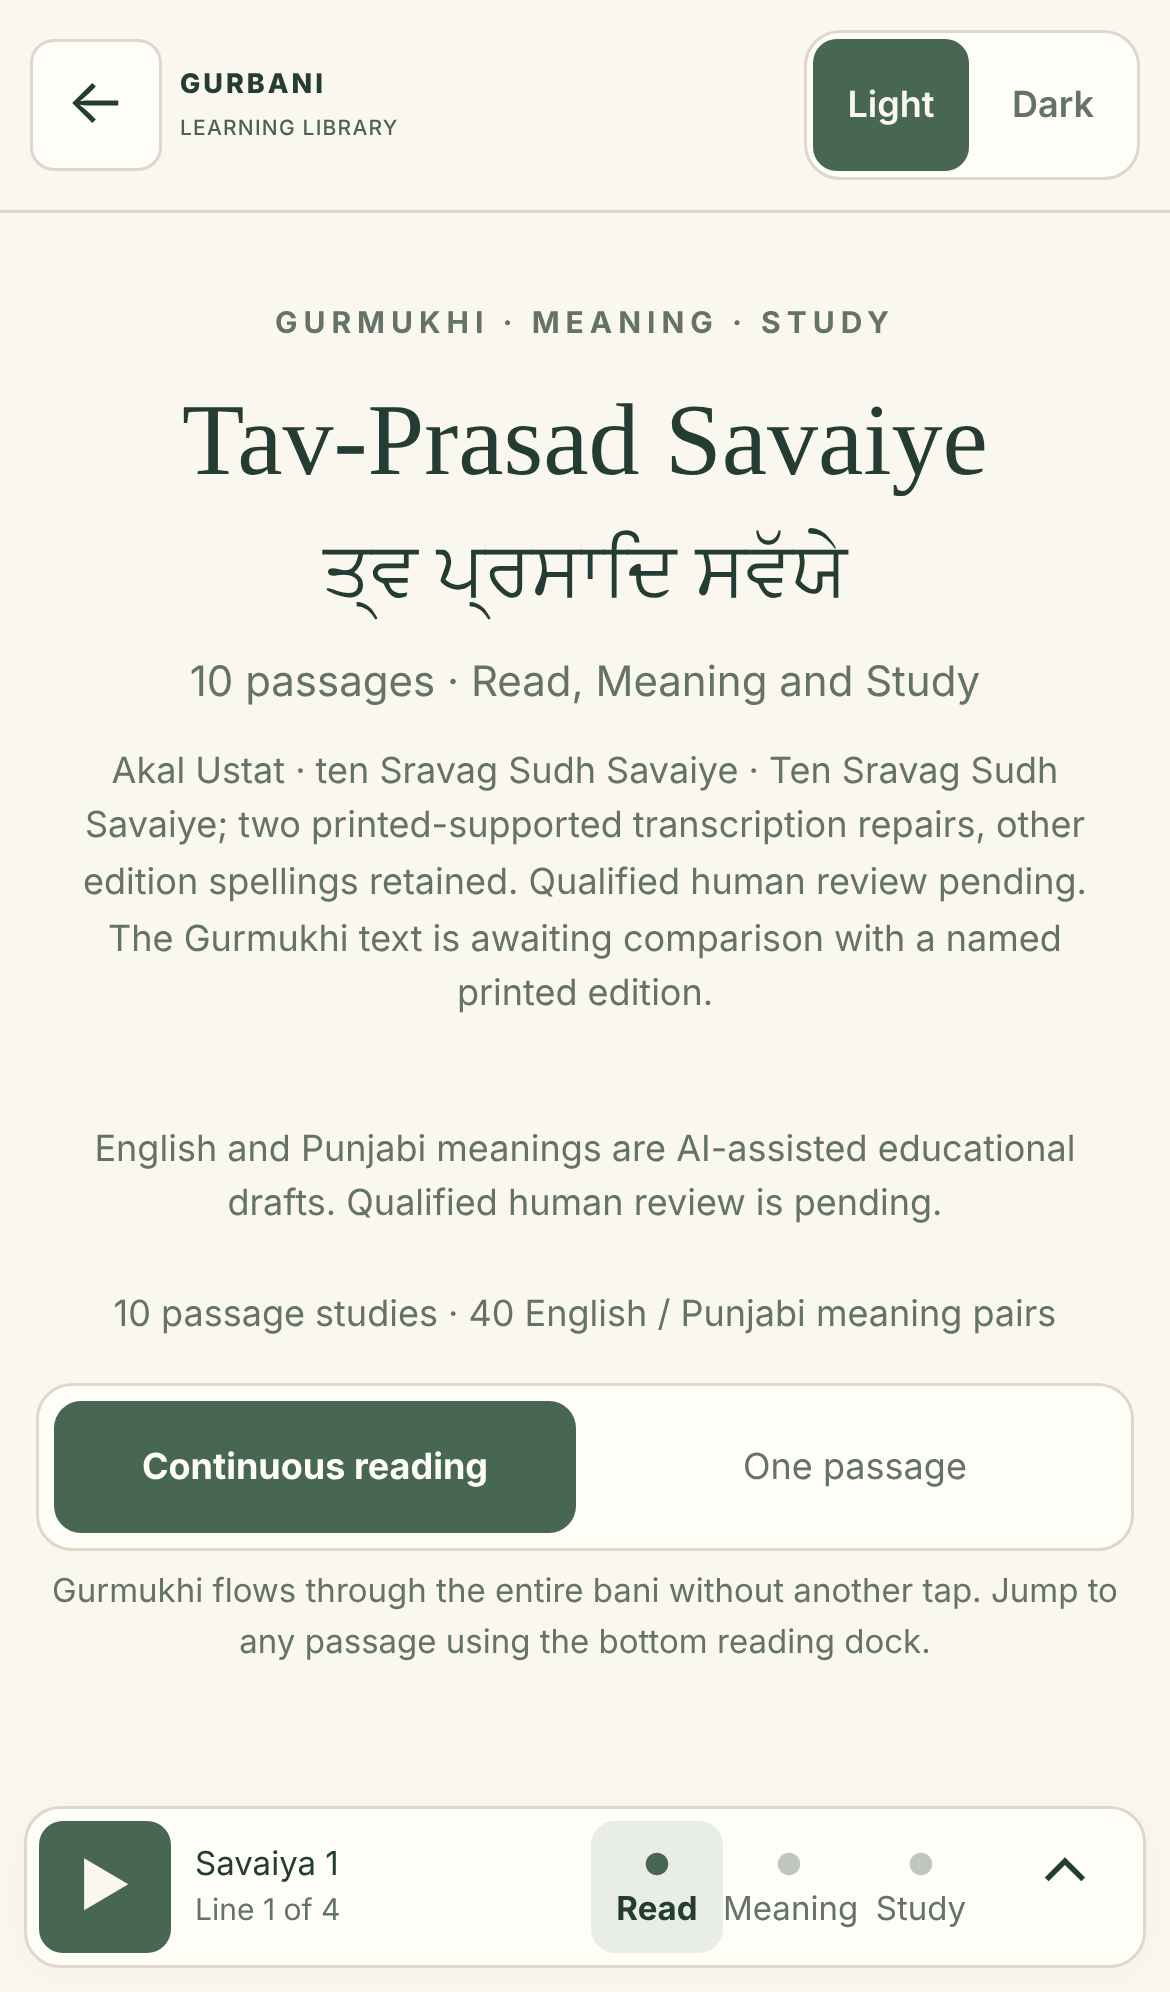 GURBANI
LEARNING LIBRARY
Light Dark
GURMUKHI · MEANING · STUDY
Tav-Prasad Savaiye
ਤ੍ਵ ਪ੍ਰਸਾਦਿ ਸਵੱਯੇ
10 passages · Read, Meaning and Study
Akal Ustat · ten Sravag Sudh Savaiye · Ten Sravag Sudh
Savaiye; two printed-supported transcription repairs, other
edition spellings retained. Qualified human review pending.
The Gurmukhi text is awaiting comparison with a named
printed edition.
English and Punjabi meanings are AI-assisted educational
drafts. Qualified human review is pending.
10 passage studies · 40 English / Punjabi meaning pairs
Continuous reading One passage
Gurmukhi flows through the entire bani without another tap. Jump to
any passage using the bottom reading dock.
Savaiya 1
Line 1 of 4
Read Meaning Study